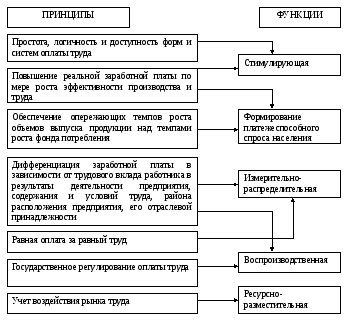 ПРИНЦИПЫ
ФУНКЦИИ
Простота, логичность и доступность форм и
систем оплаты труда
Стимулирующая
Повышение реальной заработной платы по
мере роста эффективности производства и
труда
Обеспечение опережающих темпов роста
объемов выпуска продукции над темпами
роста фонда потребления
Формирование
платежеспособного
спроса населения
Дифференциация заработной платы в
зависимости от трудового вклада работника в
результаты деятельности предприятия,
содержания и условий труда, района
расположения предприятия, его отраслевой
принадлежности
Измерительно-
распределительная
Равная оплата за равный труд
Воспроизводственная
Государственное регулирование оплаты труда
Учет воздействия рынка труда
Ресурсно-
разместительная